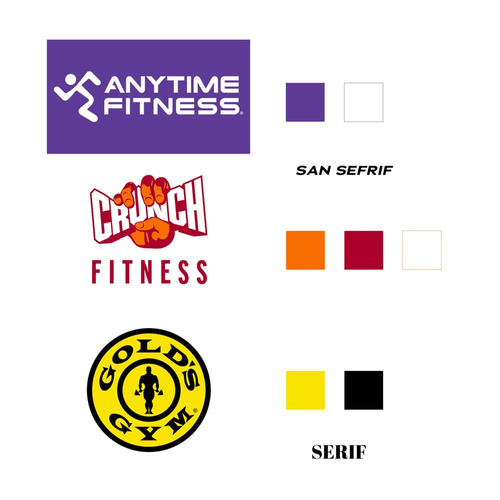 ANYTIME
FITNESS®
SAN SEFRIF
CRUNCH
FITNESS
GOLD'S
GYM®
SERIF